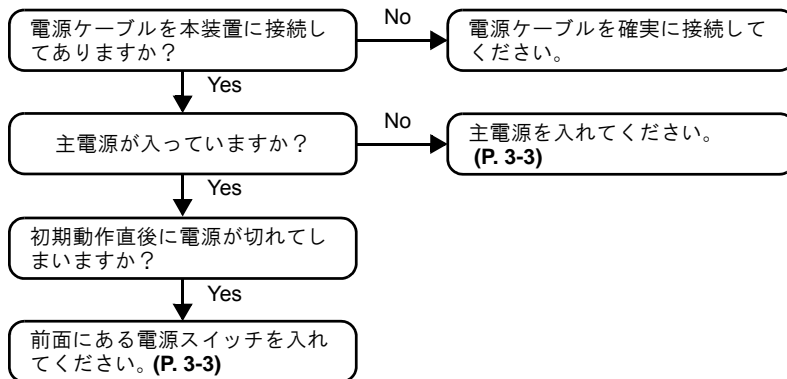 電源ケーブルを本装置に接続し
てありますか？
No
電源ケーブルを確実に接続して
ください。
Yes
主電源が入っていますか？
No
主電源を入れてください。
(P. 3-3)
Yes
初期動作直後に電源が切れてし
まいますか？
Yes
前面にある電源スイッチを入れ
てください。(P. 3-3)